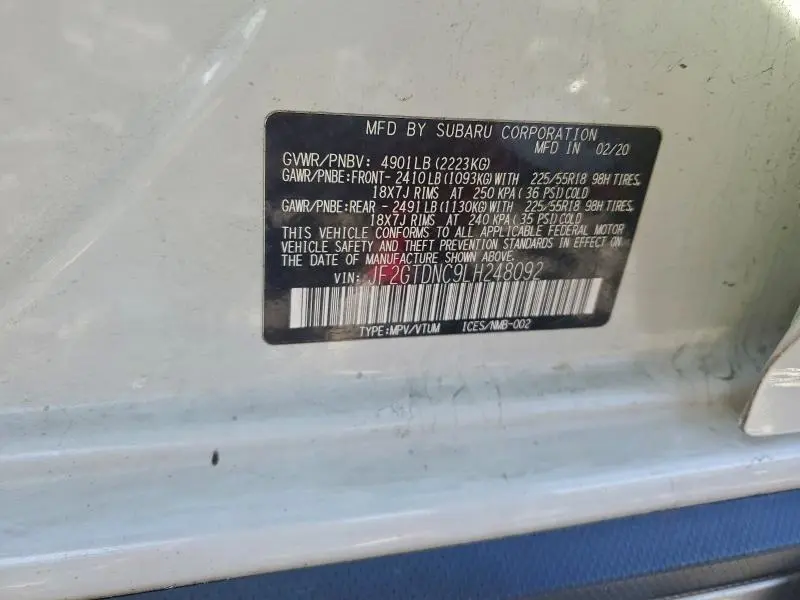 MFD BY SUBARU CORPORATION
MFD IN 02/20
GVWR/PNBV: 4901LB (2223KG)
GAWR/PNBE:FRONT- 2410LB (1093KG) WITH 225/55R18 98H TIRES,
18X7J RIMS AT 250 KPA (36 PSI) COLD
GAWR/PNBE:REAR - 2491LB (1130KG) WITH 225/55R18 98H TIRES,
18X7J RIMS AT 240 KPA (35 PSI) COLD
THIS VEHICLE CONFORMS TO ALL APPLICABLE FEDERAL MOTOR
VEHICLE SAFETY AND THEFT PREVENTION STANDARDS IN EFFECT ON
THE DATE OF MANUFACTURE SHOWN ABOVE.
VIN: JF2GTDNC9LH248092
TYPE:MPV/VTUM ICES/NMB-002